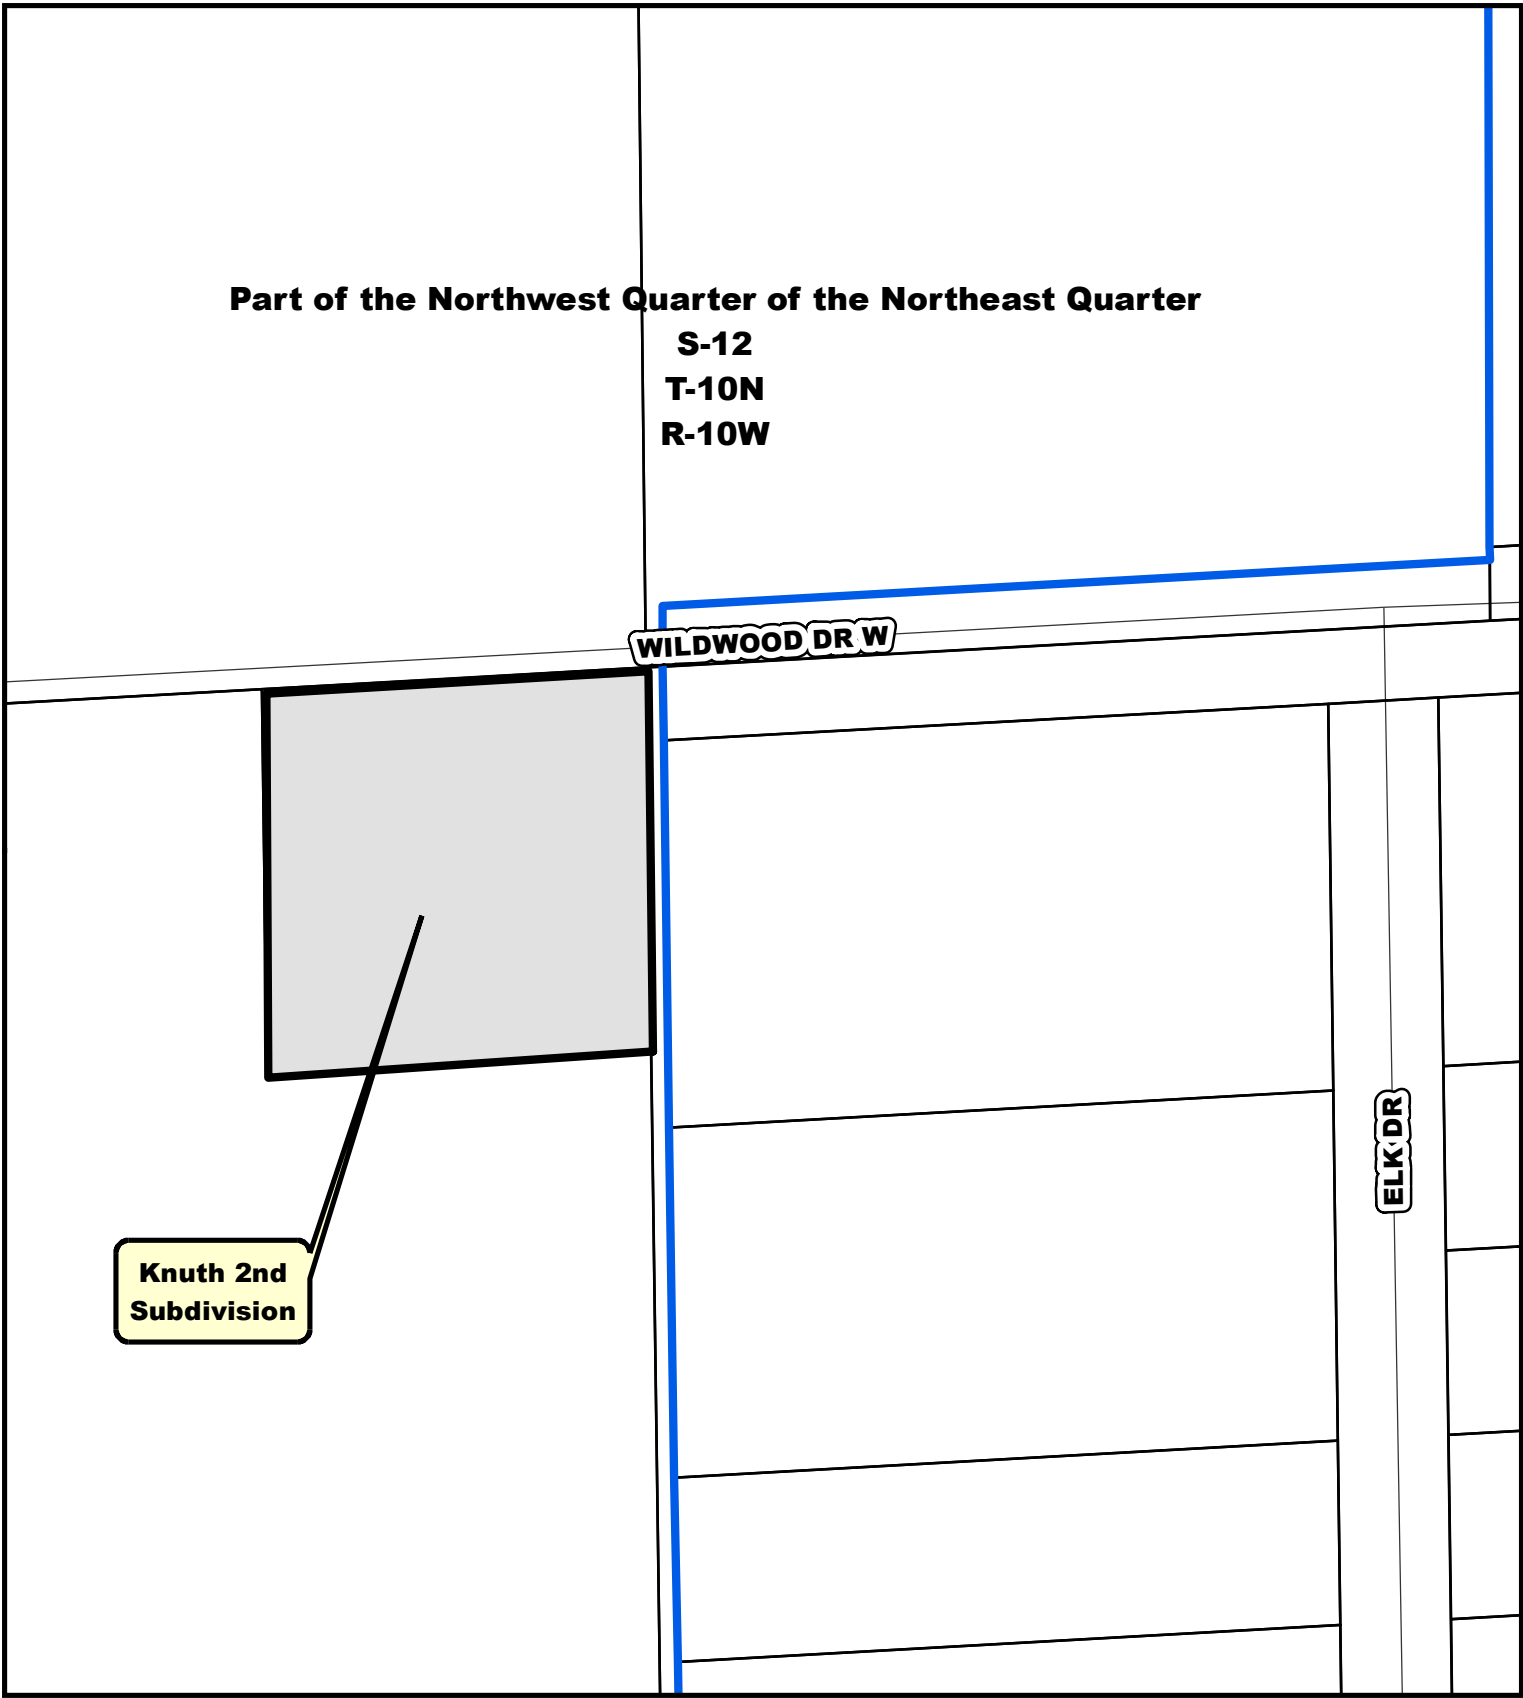 Part of the Northwest Quarter of the Northeast Quarter
S-12
T-10N
R-10W
WILDWOOD DR W
ELK DR
Knuth 2nd
Subdivision